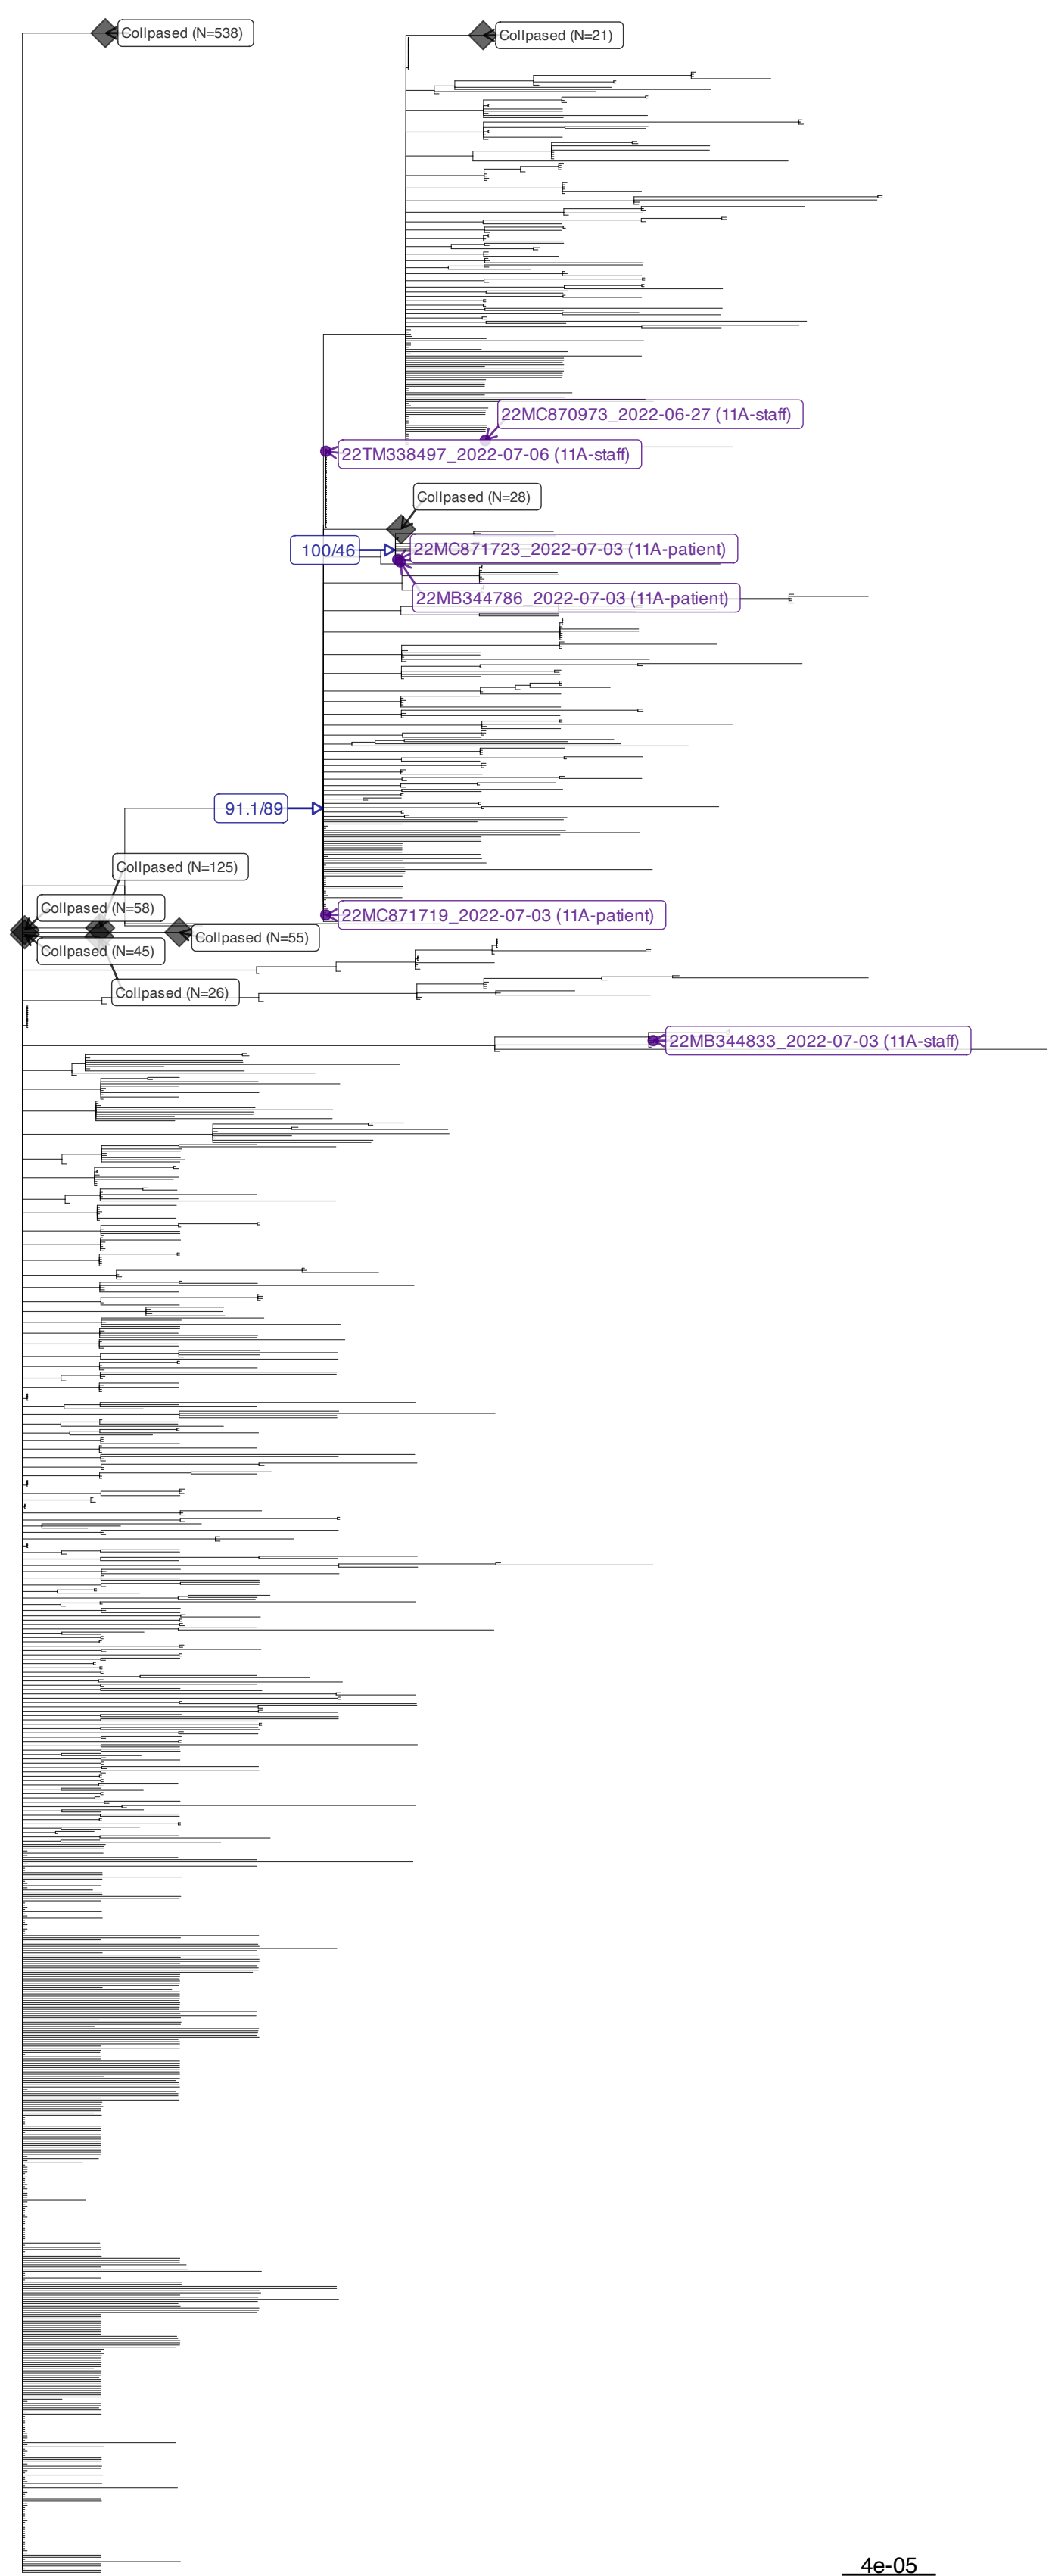 Collpased (N=538)
Collpased (N=21)
22MC870973_2022-06-27 (11A-staff)
22TM338497_2022-07-06 (11A-staff)
Collpased (N=28)
100/46
22MC871723_2022-07-03 (11A-patient)
22MB344786_2022-07-03 (11A-patient)
91.1/89
Collpased (N=125)
Collpased (N=58)
22MC871719_2022-07-03 (11A-patient)
Collpased (N=55)
Collpased (N=45)
Collpased (N=26)
22MB344833_2022-07-03 (11A-staff)
4e-05